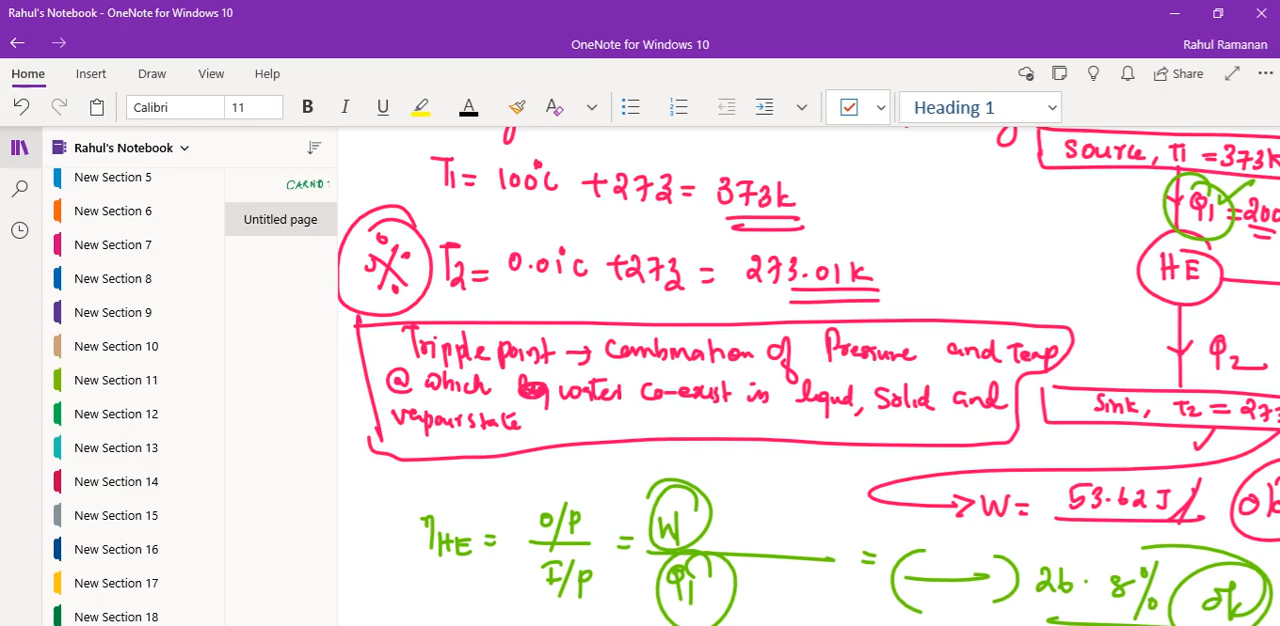 Rahul's Notebook - OneNote for Windows 10
OneNote for Windows 10
Rahul Ramanan
Home Insert Draw View Help
Share
Calibri 11 B I U A A Heading 1
Rahul's Notebook
New Section 5
New Section 6
New Section 7
New Section 8
New Section 9
New Section 10
New Section 11
New Section 12
New Section 13
New Section 14
New Section 15
New Section 16
New Section 17
New Section 18
CARNO
Untitled page
T1 = 100°C + 273 = 373K
T2 = 0.01°C + 273 = 273.01K
Tripple point → Combination of Pressure and Temp
@ which water co-exist in liqud, solid and
vapour state
Source, T1 = 373K
Q1 = 200
HE
Q2
Sink, T2 = 273
W = 53.62 J
ηHE = O/P / I/P = W / Q1 = ( ) 26.8% ok